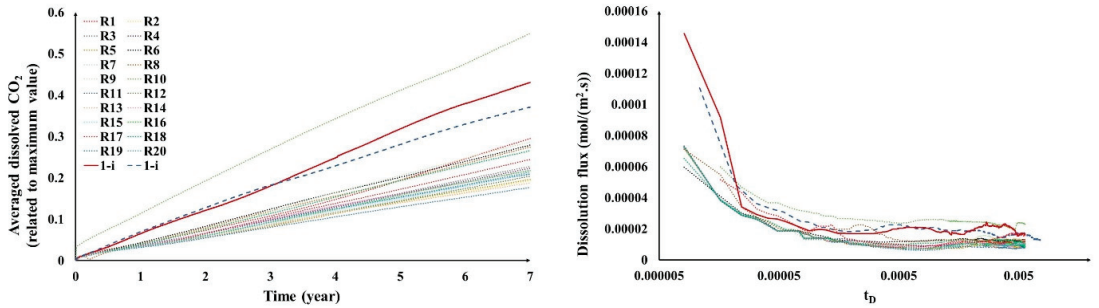 Averaged dissolved CO₂
(related to maximum value)
0.6
0.5
0.4
0.3
0.2
0.1
0
R1 R2
R3 R4
R5 R6
R7 R8
R9 R10
R11 R12
R13 R14
R15 R16
R17 R18
R19 R20
1-i 1-i
0 1 2 3 4 5 6 7
Time (year)
Dissolution flux (mol/(m².s))
0.00016
0.00014
0.00012
0.0001
0.00008
0.00006
0.00004
0.00002
0
0.000005 0.00005 0.0005 0.005
t_D